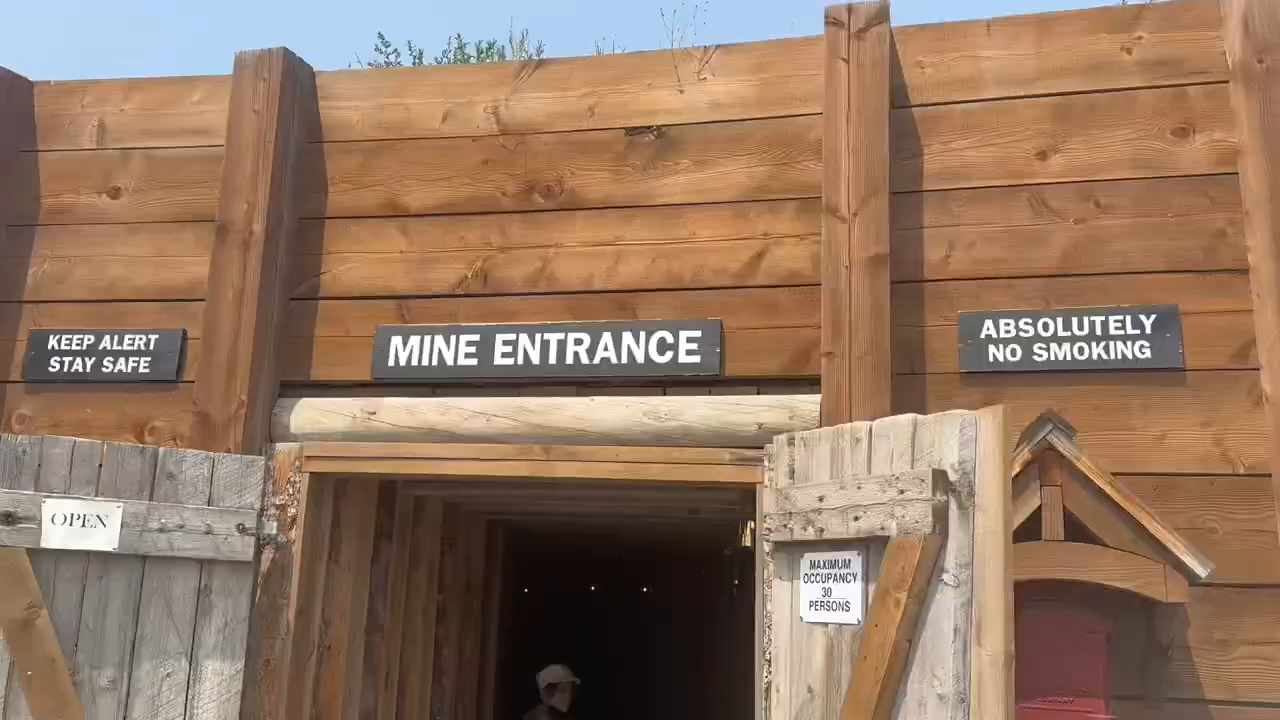 KEEP ALERT
STAY SAFE
MINE ENTRANCE
ABSOLUTELY
NO SMOKING
OPEN
MAXIMUM
OCCUPANCY
30
PERSONS